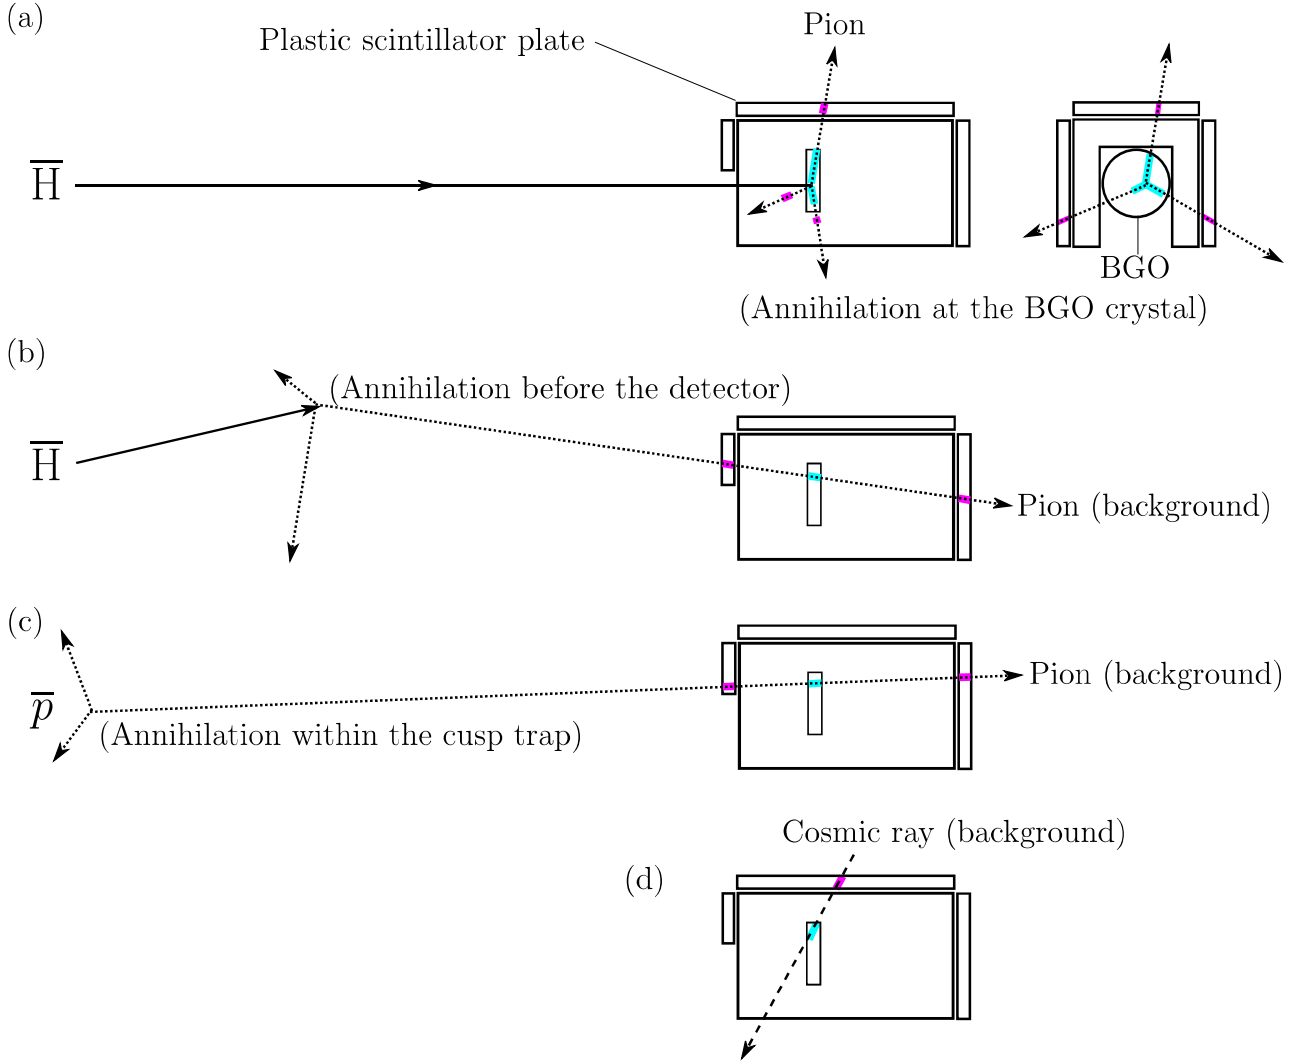 (a)
Pion
Plastic scintillator plate
H̅
BGO
(Annihilation at the BGO crystal)
(b)
(Annihilation before the detector)
H̅
Pion (background)
(c)
p̅
Pion (background)
(Annihilation within the cusp trap)
Cosmic ray (background)
(d)